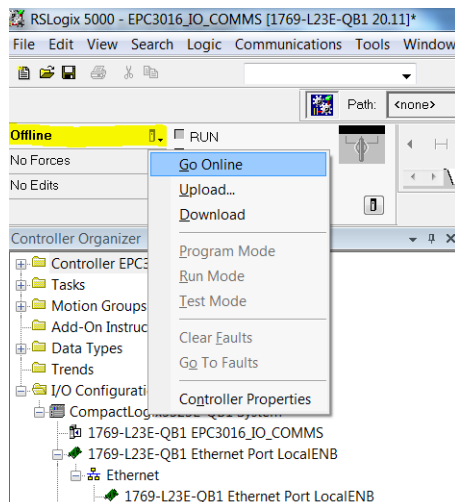 RSLogix 5000 - EPC3016_IO_COMMS [1769-L23E-QB1 20.11]*
File Edit View Search Logic Communications Tools Window
Path: <none>
Offline
RUN
No Forces
No Edits
Go Online
Upload...
Download
Program Mode
Run Mode
Test Mode
Clear Faults
Go To Faults
Controller Properties
Controller Organizer
Controller EPC3
Tasks
Motion Groups
Add-On Instruc
Data Types
Trends
I/O Configurati
1769-L23E-QB1 EPC3016_IO_COMMS
1769-L23E-QB1 Ethernet Port LocalENB
Ethernet
1769-L23E-QB1 Ethernet Port LocalENB